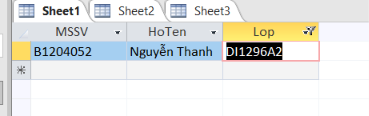 Sheet1 Sheet2 Sheet3
MSSV HoTen Lop
B1204052 Nguyễn Thanh DI1296A2